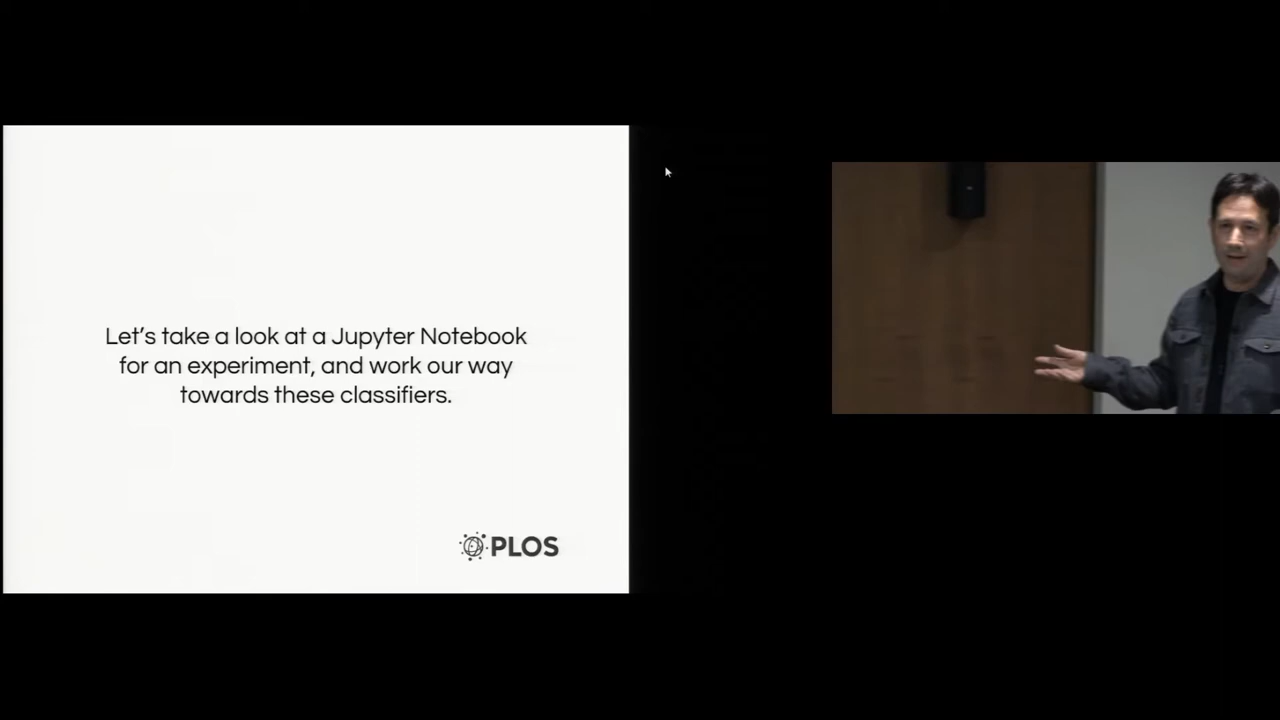 Let’s take a look at a Jupyter Notebook
for an experiment, and work our way
towards these classifiers.
PLOS